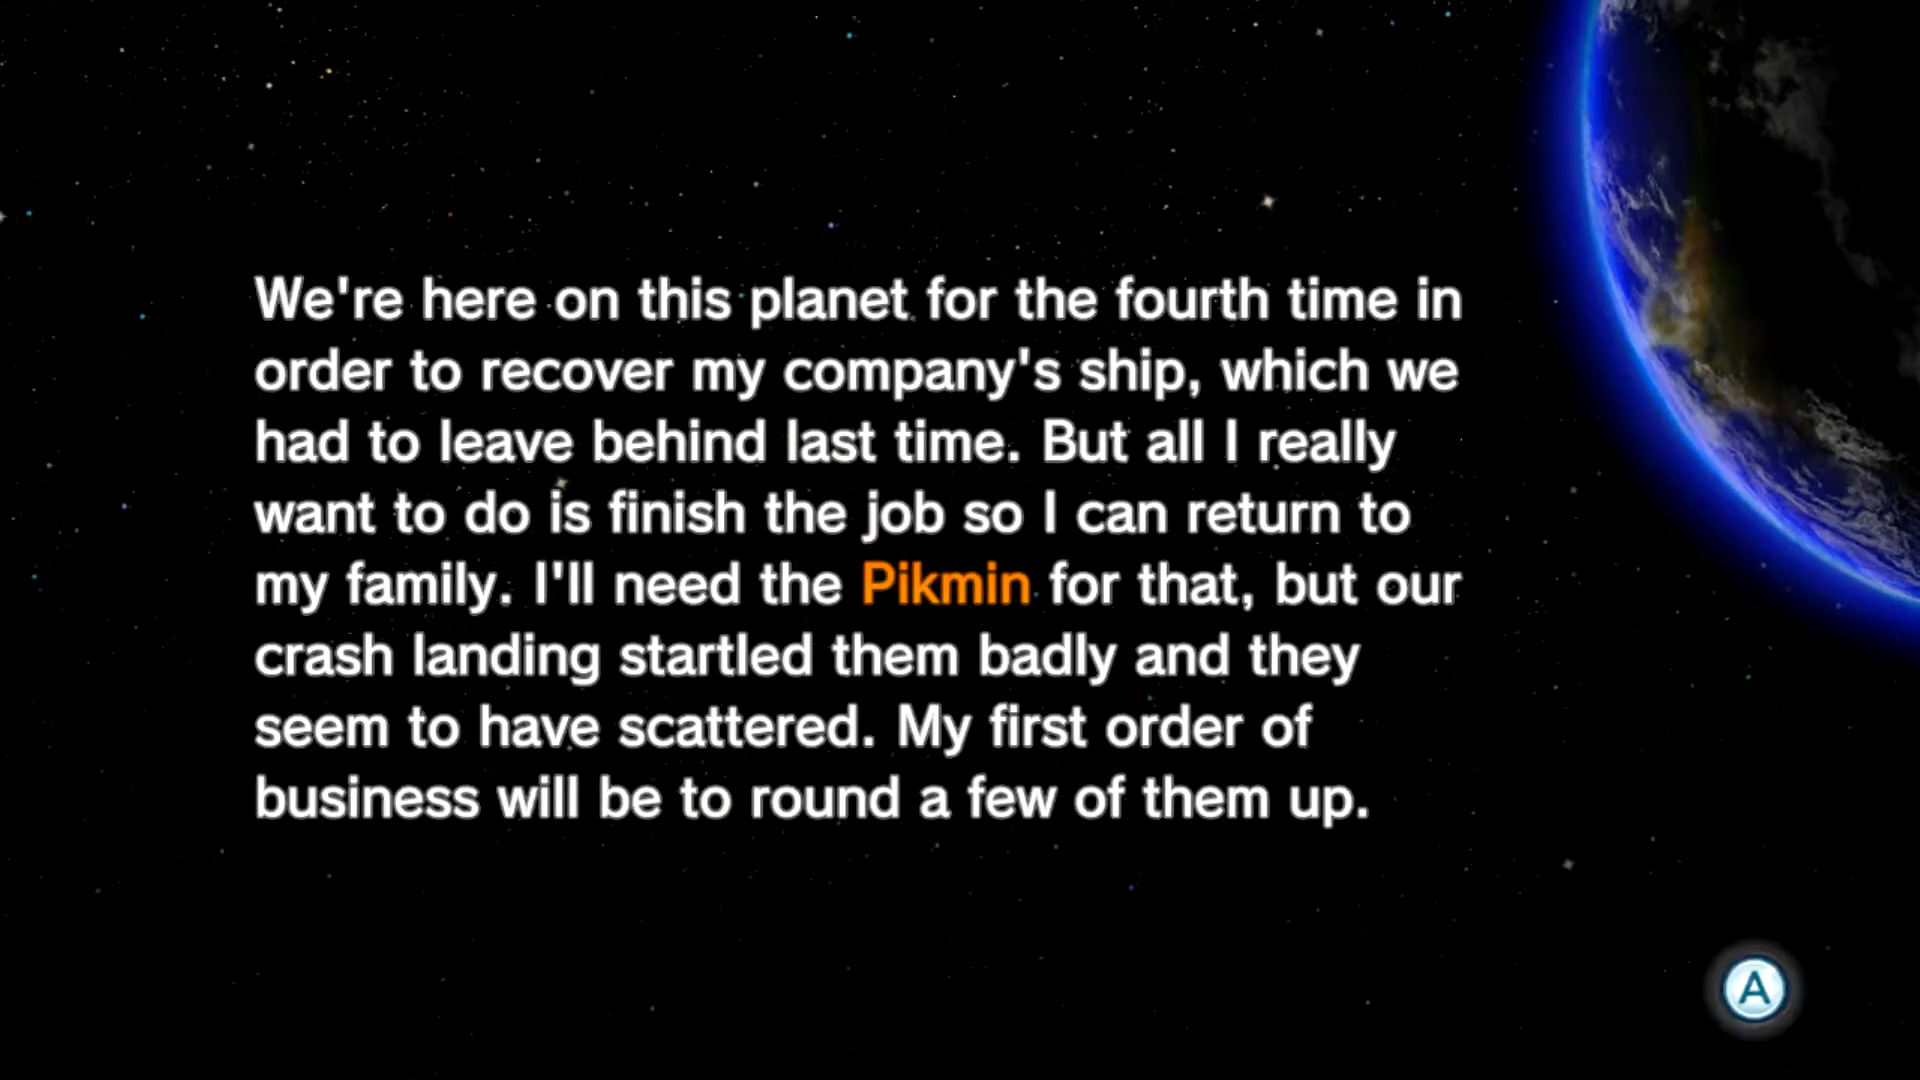 We're here on this planet for the fourth time in
order to recover my company's ship, which we
had to leave behind last time. But all I really
want to do is finish the job so I can return to
my family. I'll need the Pikmin for that, but our
crash landing startled them badly and they
seem to have scattered. My first order of
business will be to round a few of them up.
A